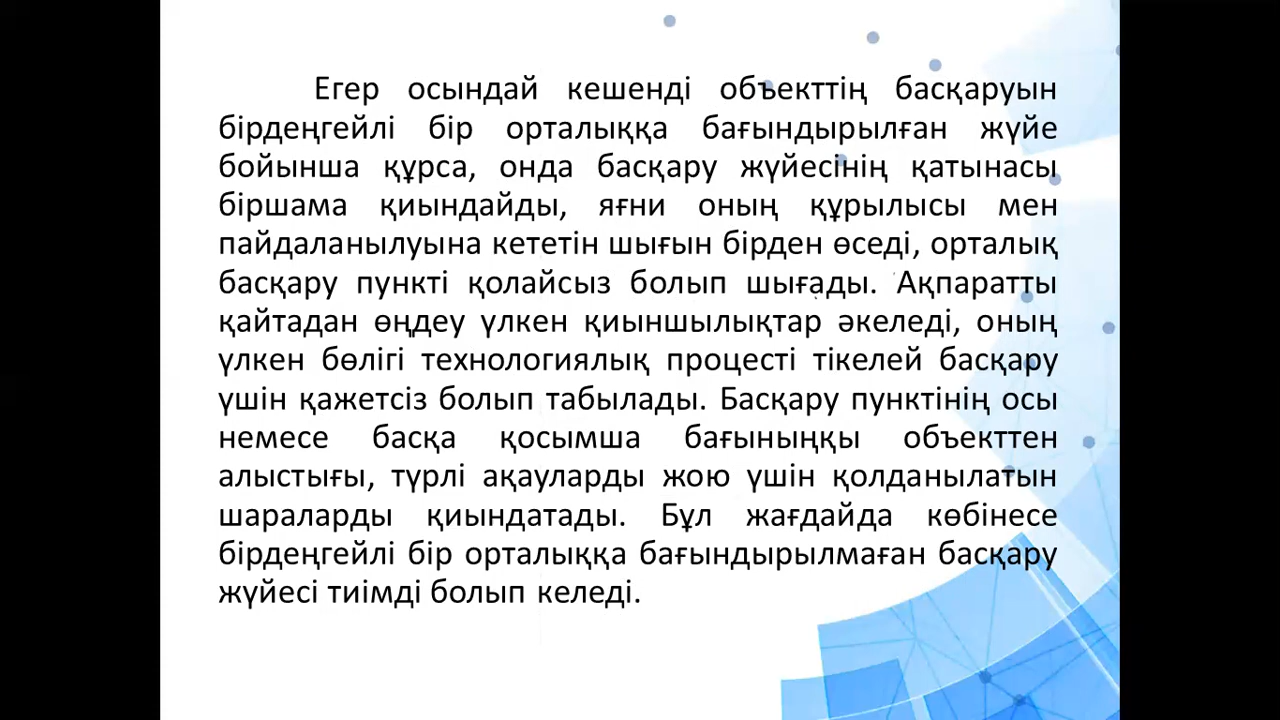 Егер осындай кешенді объекттің басқаруын
бірдеңгейлі бір орталыққа бағындырылған жүйе
бойынша құрса, онда басқару жүйесінің қатынасы
біршама қиындайды, яғни оның құрылысы мен
пайдаланылуына кететін шығын бірден өседі, орталық
басқару пункті қолайсыз болып шығады. Ақпаратты
қайтадан өңдеу үлкен қиыншылықтар әкеледі, оның
үлкен бөлігі технологиялық процесті тікелей басқару
үшін қажетсіз болып табылады. Басқару пунктінің осы
немесе басқа қосымша бағыныңқы объекттен
алыстығы, түрлі ақауларды жою үшін қолданылатын
шараларды қиындатады. Бұл жағдайда көбінесе
бірдеңгейлі бір орталыққа бағындырылмаған басқару
жүйесі тиімді болып келеді.